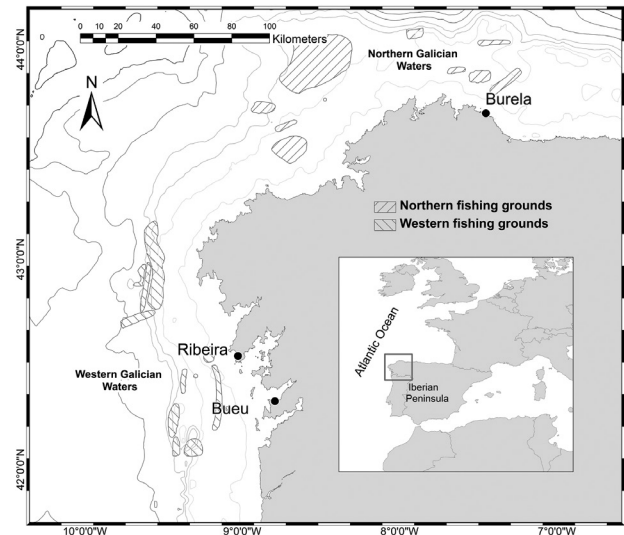 0 10 20 40 60 80 100
Kilometers
N
Northern Galician
Waters
Burela
Northern fishing grounds
Western fishing grounds
Ribeira
Western Galician
Waters
Bueu
Atlantic Ocean
Iberian
Peninsula
44°0'0"N
43°0'0"N
42°0'0"N
10°0'0"W
9°0'0"W
8°0'0"W
7°0'0"W